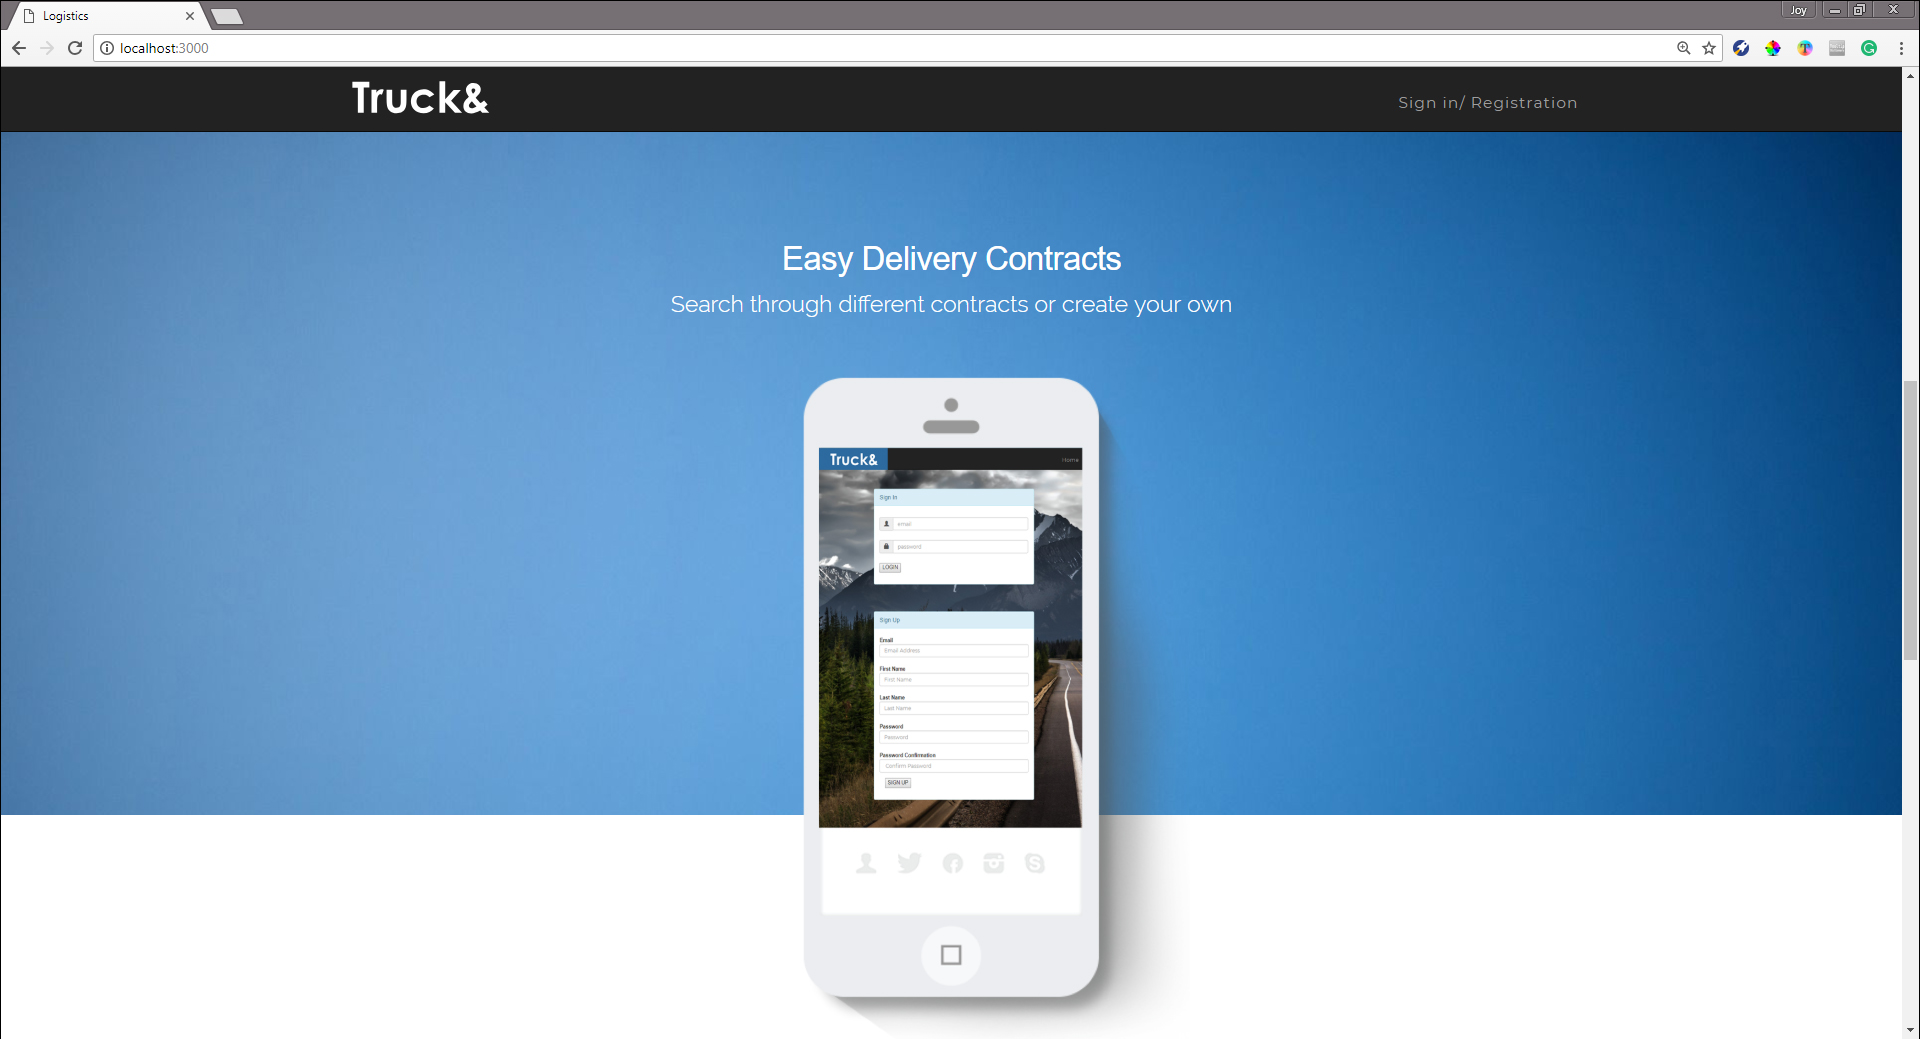 Logistics
Joy
localhost:3000
Truck&
Sign in/ Registration
Easy Delivery Contracts
Search through different contracts or create your own
Truck&
Home
Sign In
email
password
LOGIN
Sign Up
Email
Email Address
First Name
First Name
Last Name
Last Name
Password
Password
Password Confirmation
Confirm Password
SIGN UP